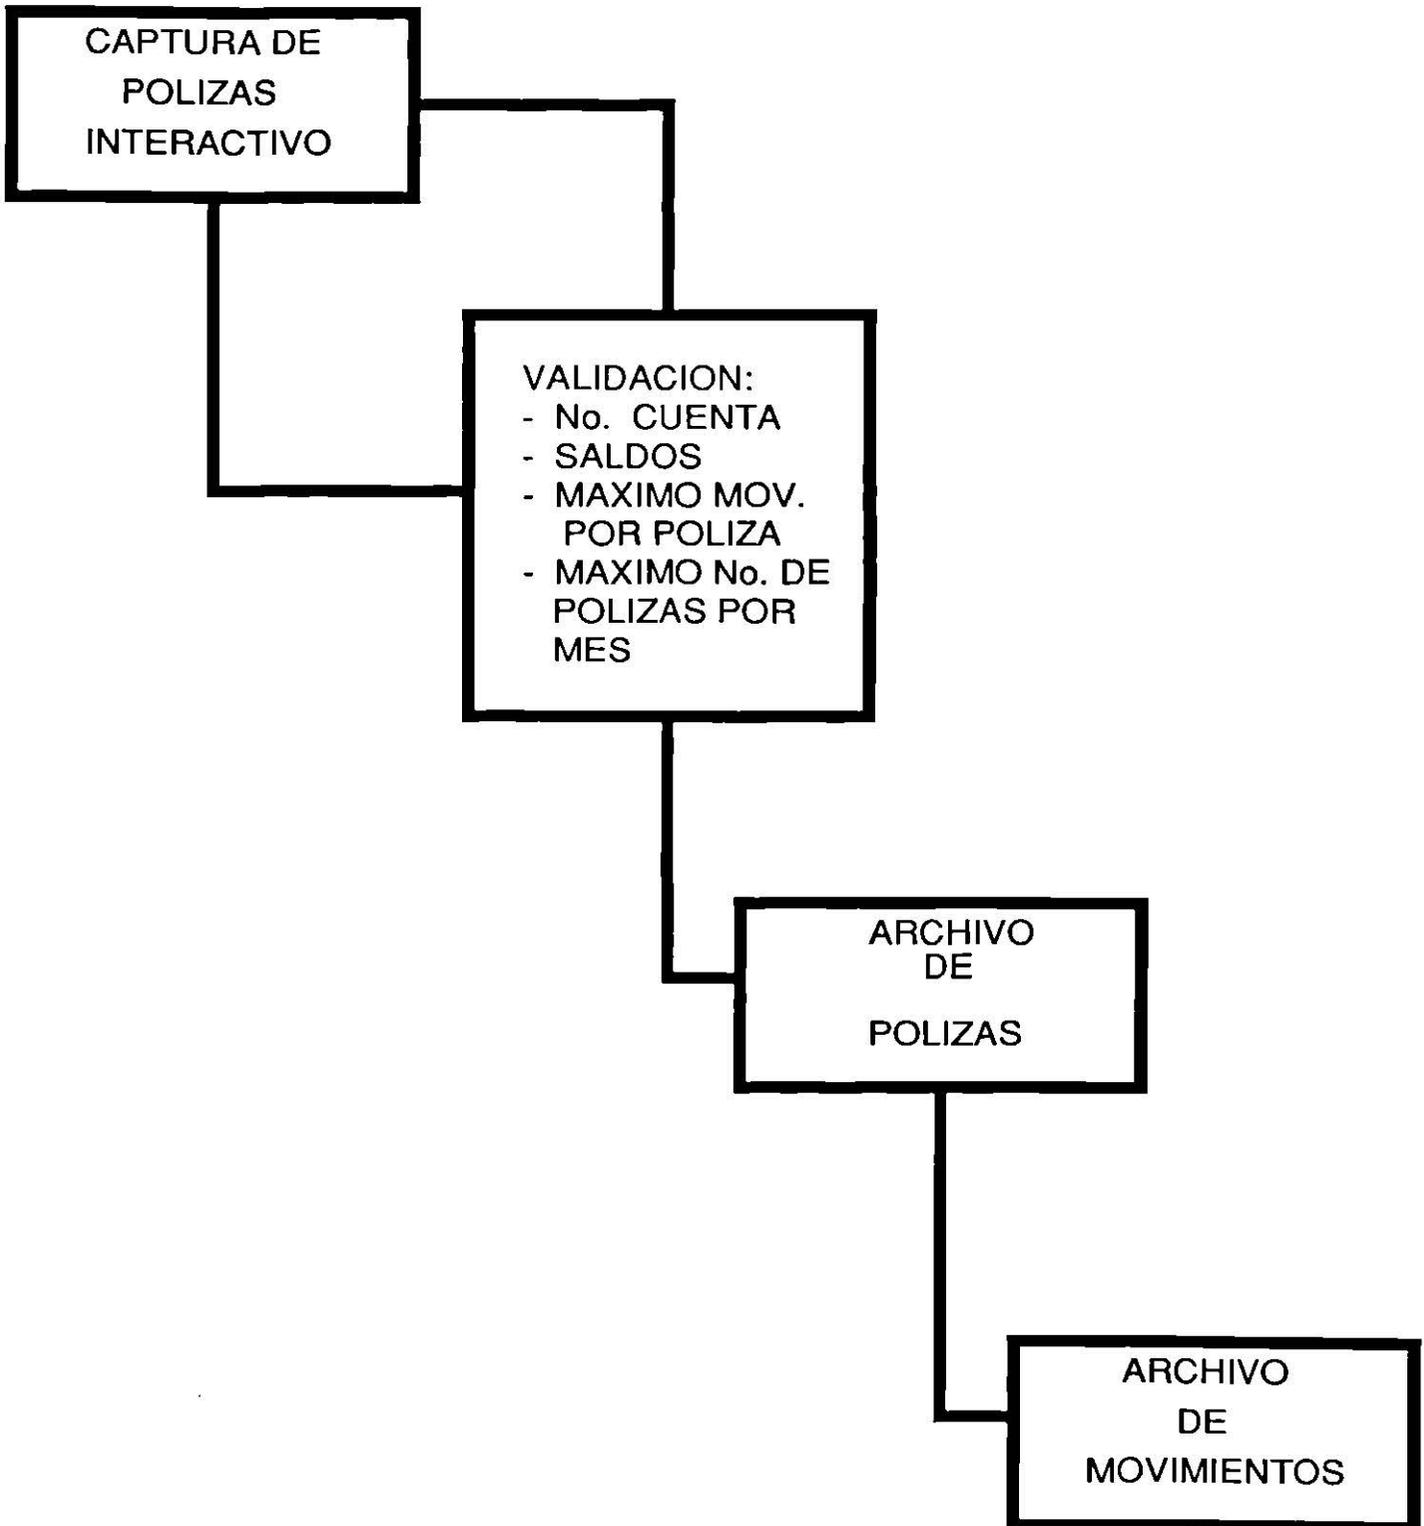 CAPTURA DE
POLIZAS
INTERACTIVO
VALIDACION:
- No. CUENTA
- SALDOS
- MAXIMO MOV.
POR POLIZA
- MAXIMO No. DE
POLIZAS POR
MES
ARCHIVO
DE
POLIZAS
ARCHIVO
DE
MOVIMIENTOS